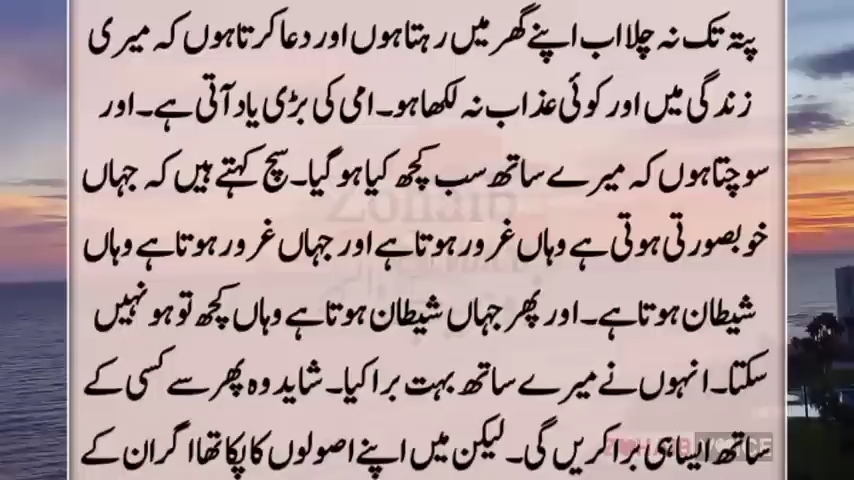 پتہ تک نہ چلا اب اپنے گھر میں رہتا ہوں اور دعا کرتا ہوں کہ میری
زندگی میں اور کوئی عذاب نہ لکھا ہو۔ امی کی بڑی یاد آتی ہے۔ اور
سوچتا ہوں کہ میرے ساتھ سب کچھ کیا ہو گیا۔ سچ کہتے ہیں کہ جہاں
خوبصورتی ہوتی ہے وہاں غرور ہوتا ہے اور جہاں غرور ہوتا ہے وہاں
شیطان ہوتا ہے۔ اور پھر جہاں شیطان ہوتا ہے وہاں کچھ تو ہو نہیں
سکتا۔ انہوں نے میرے ساتھ بہت برا کیا۔ شاید وہ پھر سے کسی کے
ساتھ ایسا ہی برا کریں گی۔ لیکن میں اپنے اصولوں کا پکا تھا اگر ان کے
Zohaib
ZOHAIB VOICE